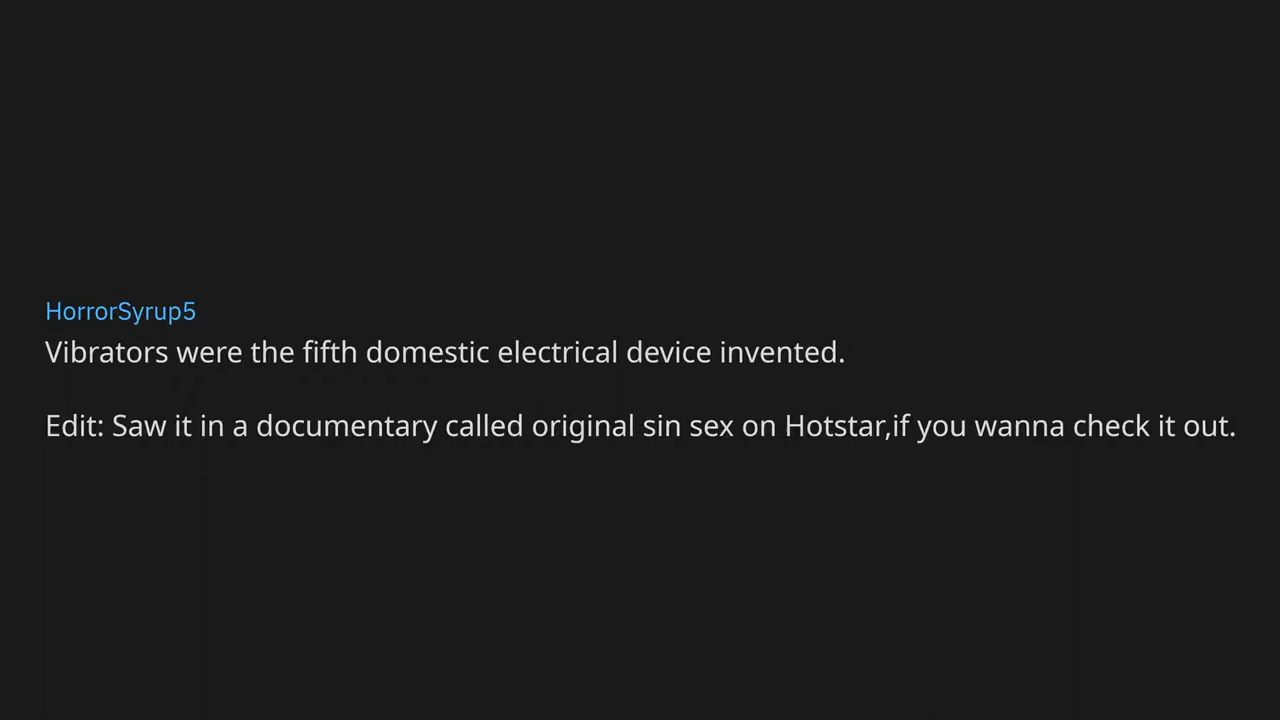 HorrorSyrup5
Vibrators were the fifth domestic electrical device invented.
Edit: Saw it in a documentary called original sin sex on Hotstar,if you wanna check it out.